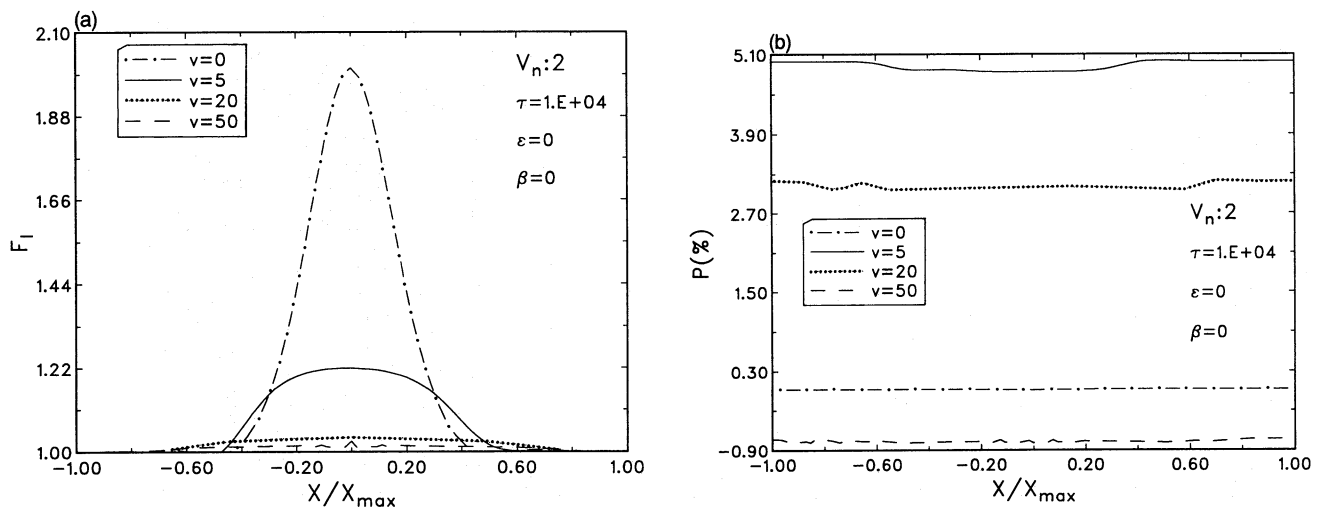 (a)
2.10
1.88
1.66
1.44
1.22
1.00
F_I
v=0
v=5
v=20
v=50
V_n:2
τ=1.E+04
ε=0
β=0
-1.00
-0.60
-0.20
0.20
0.60
1.00
X/X_max
(b)
5.10
3.90
2.70
1.50
0.30
-0.90
P(%)
v=0
v=5
v=20
v=50
V_n:2
τ=1.E+04
ε=0
β=0
-1.00
-0.60
-0.20
0.20
0.60
1.00
X/X_max